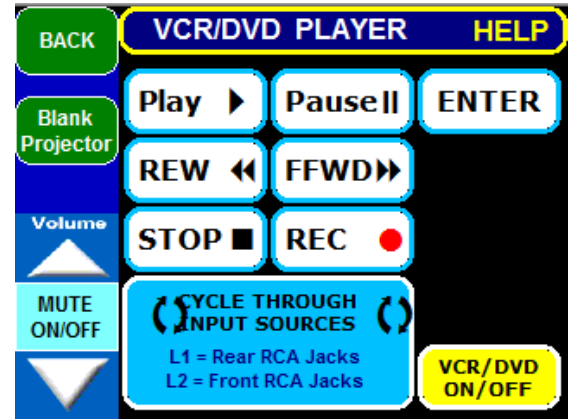 BACK
VCR/DVD PLAYER HELP
Blank
Projector
Play
Pause
ENTER
REW
FFWD
STOP
REC
Volume
MUTE
ON/OFF
CYCLE THROUGH
INPUT SOURCES
L1 = Rear RCA Jacks
L2 = Front RCA Jacks
VCR/DVD
ON/OFF